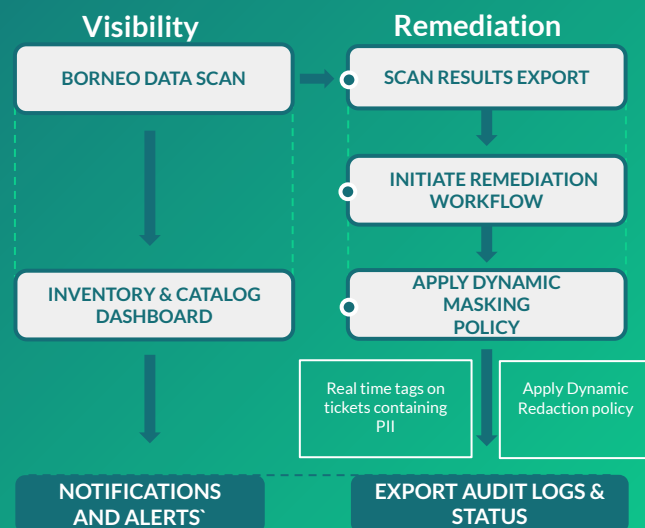 Visibility
Remediation
BORNEO DATA SCAN
SCAN RESULTS EXPORT
INITIATE REMEDIATION
WORKFLOW
INVENTORY & CATALOG
DASHBOARD
APPLY DYNAMIC
MASKING
POLICY
Real time tags on
tickets containing
PII
Apply Dynamic
Redaction policy
NOTIFICATIONS
AND ALERTS`
EXPORT AUDIT LOGS &
STATUS